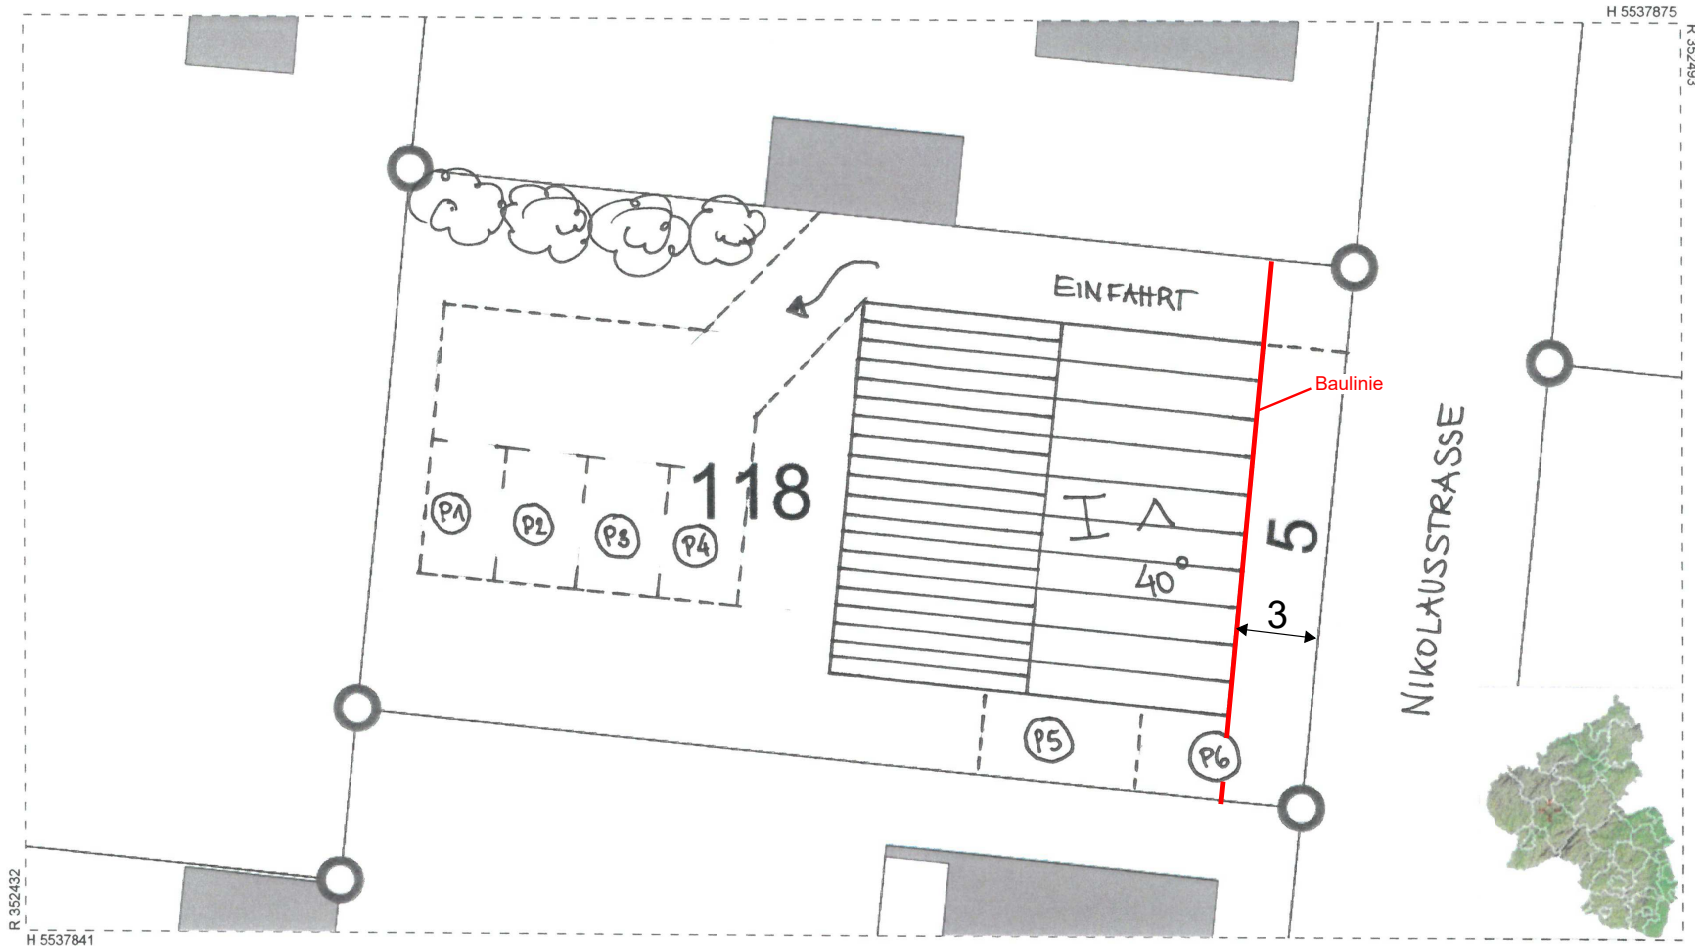 H 5537875
R 352493
EINFAHRT
Baulinie
118
P1
P2
P3
P4
I
40°
5
3
NIKOLAUSSTRASSE
P5
P6
R 352432
H 5537841